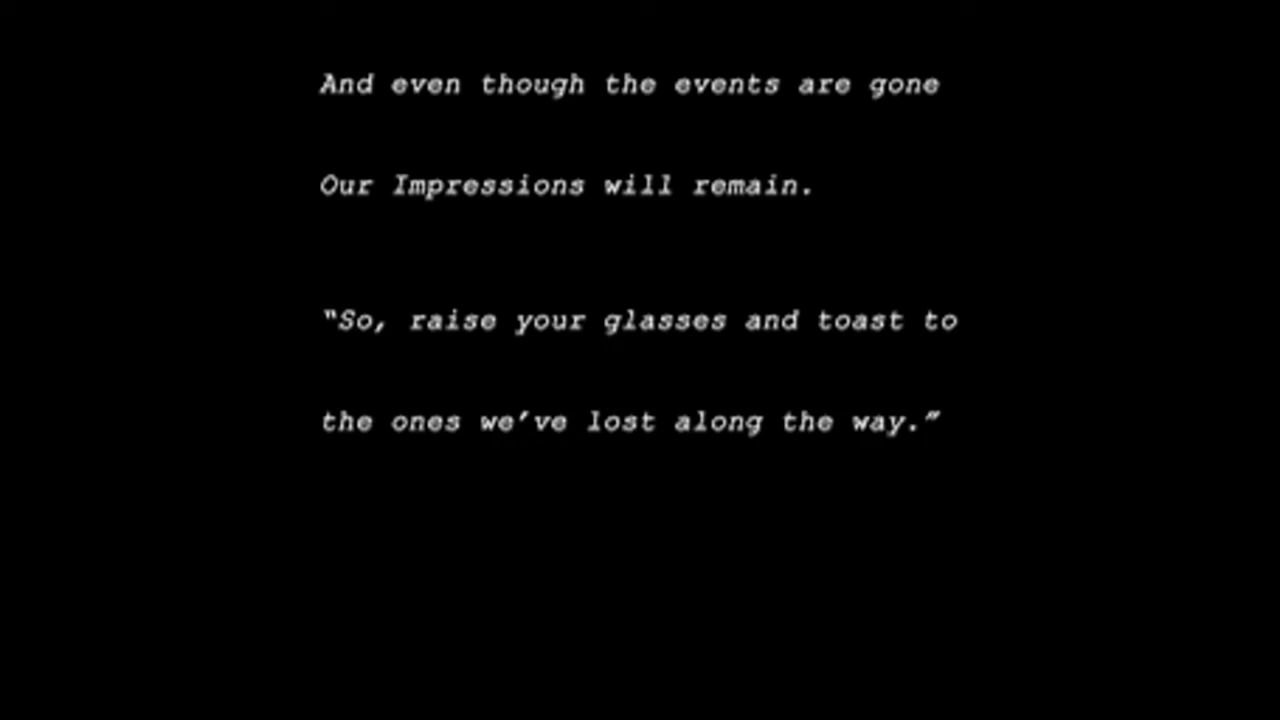 And even though the events are gone
Our Impressions will remain.
“So, raise your glasses and toast to
the ones we’ve lost along the way.”